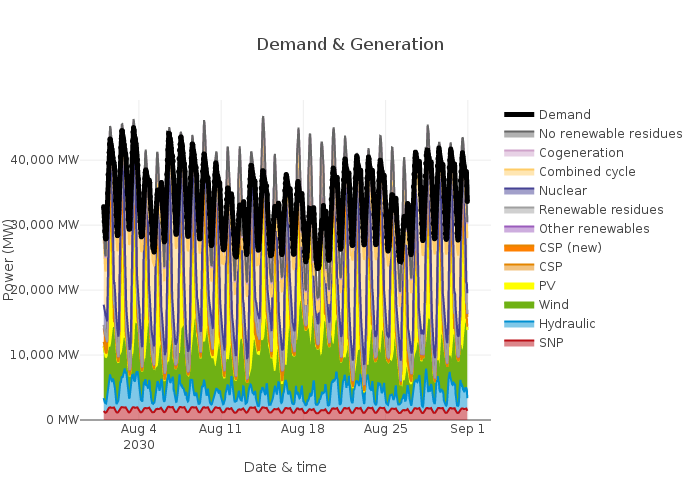 Demand & Generation
Power (MW)
40,000 MW
30,000 MW
20,000 MW
10,000 MW
0 MW
Aug 4
2030
Aug 11
Aug 18
Aug 25
Sep 1
Date & time
Demand
No renewable residues
Cogeneration
Combined cycle
Nuclear
Renewable residues
Other renewables
CSP (new)
CSP
PV
Wind
Hydraulic
SNP